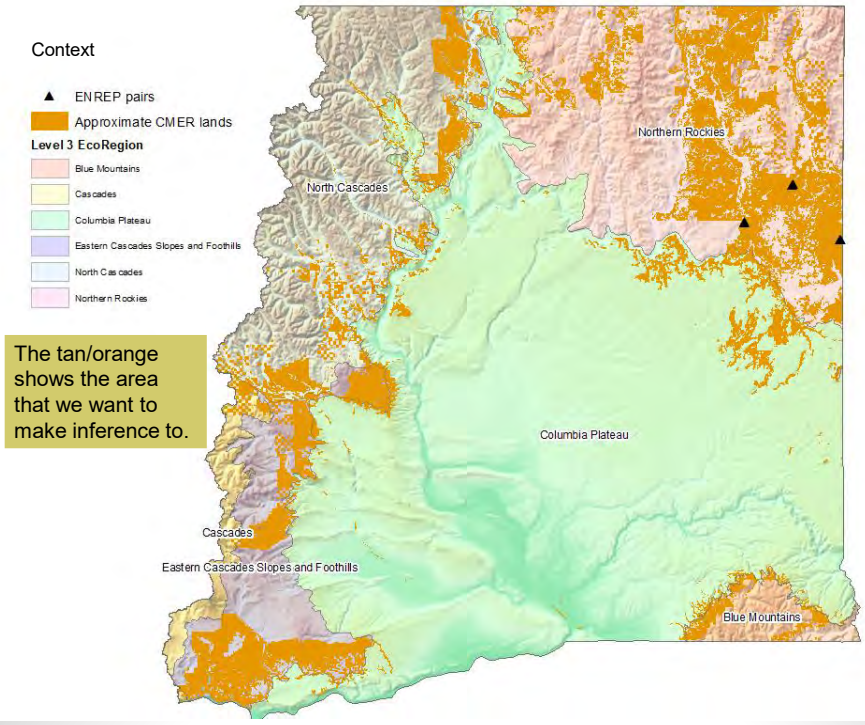 Context
ENREP pairs
Approximate CMER lands
Level 3 EcoRegion
Blue Mountains
Cascades
Columbia Plateau
Eastern Cascades Slopes and Foothills
North Cascades
Northern Rockies
The tan/orange
shows the area
that we want to
make inference to.
Northern Rockies
North Cascades
Columbia Plateau
Cascades
Eastern Cascades Slopes and Foothills
Blue Mountains